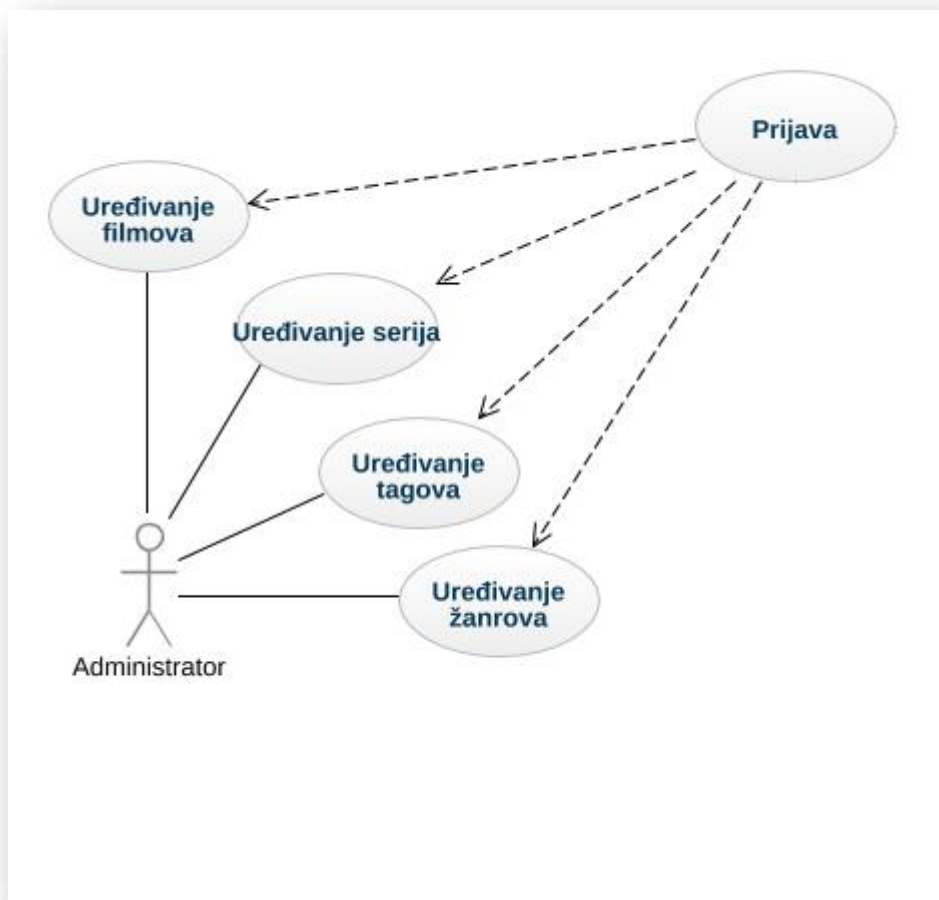 Prijava
Uređivanje
filmova
Uređivanje serija
Uređivanje
tagova
Uređivanje
žanrova
Administrator